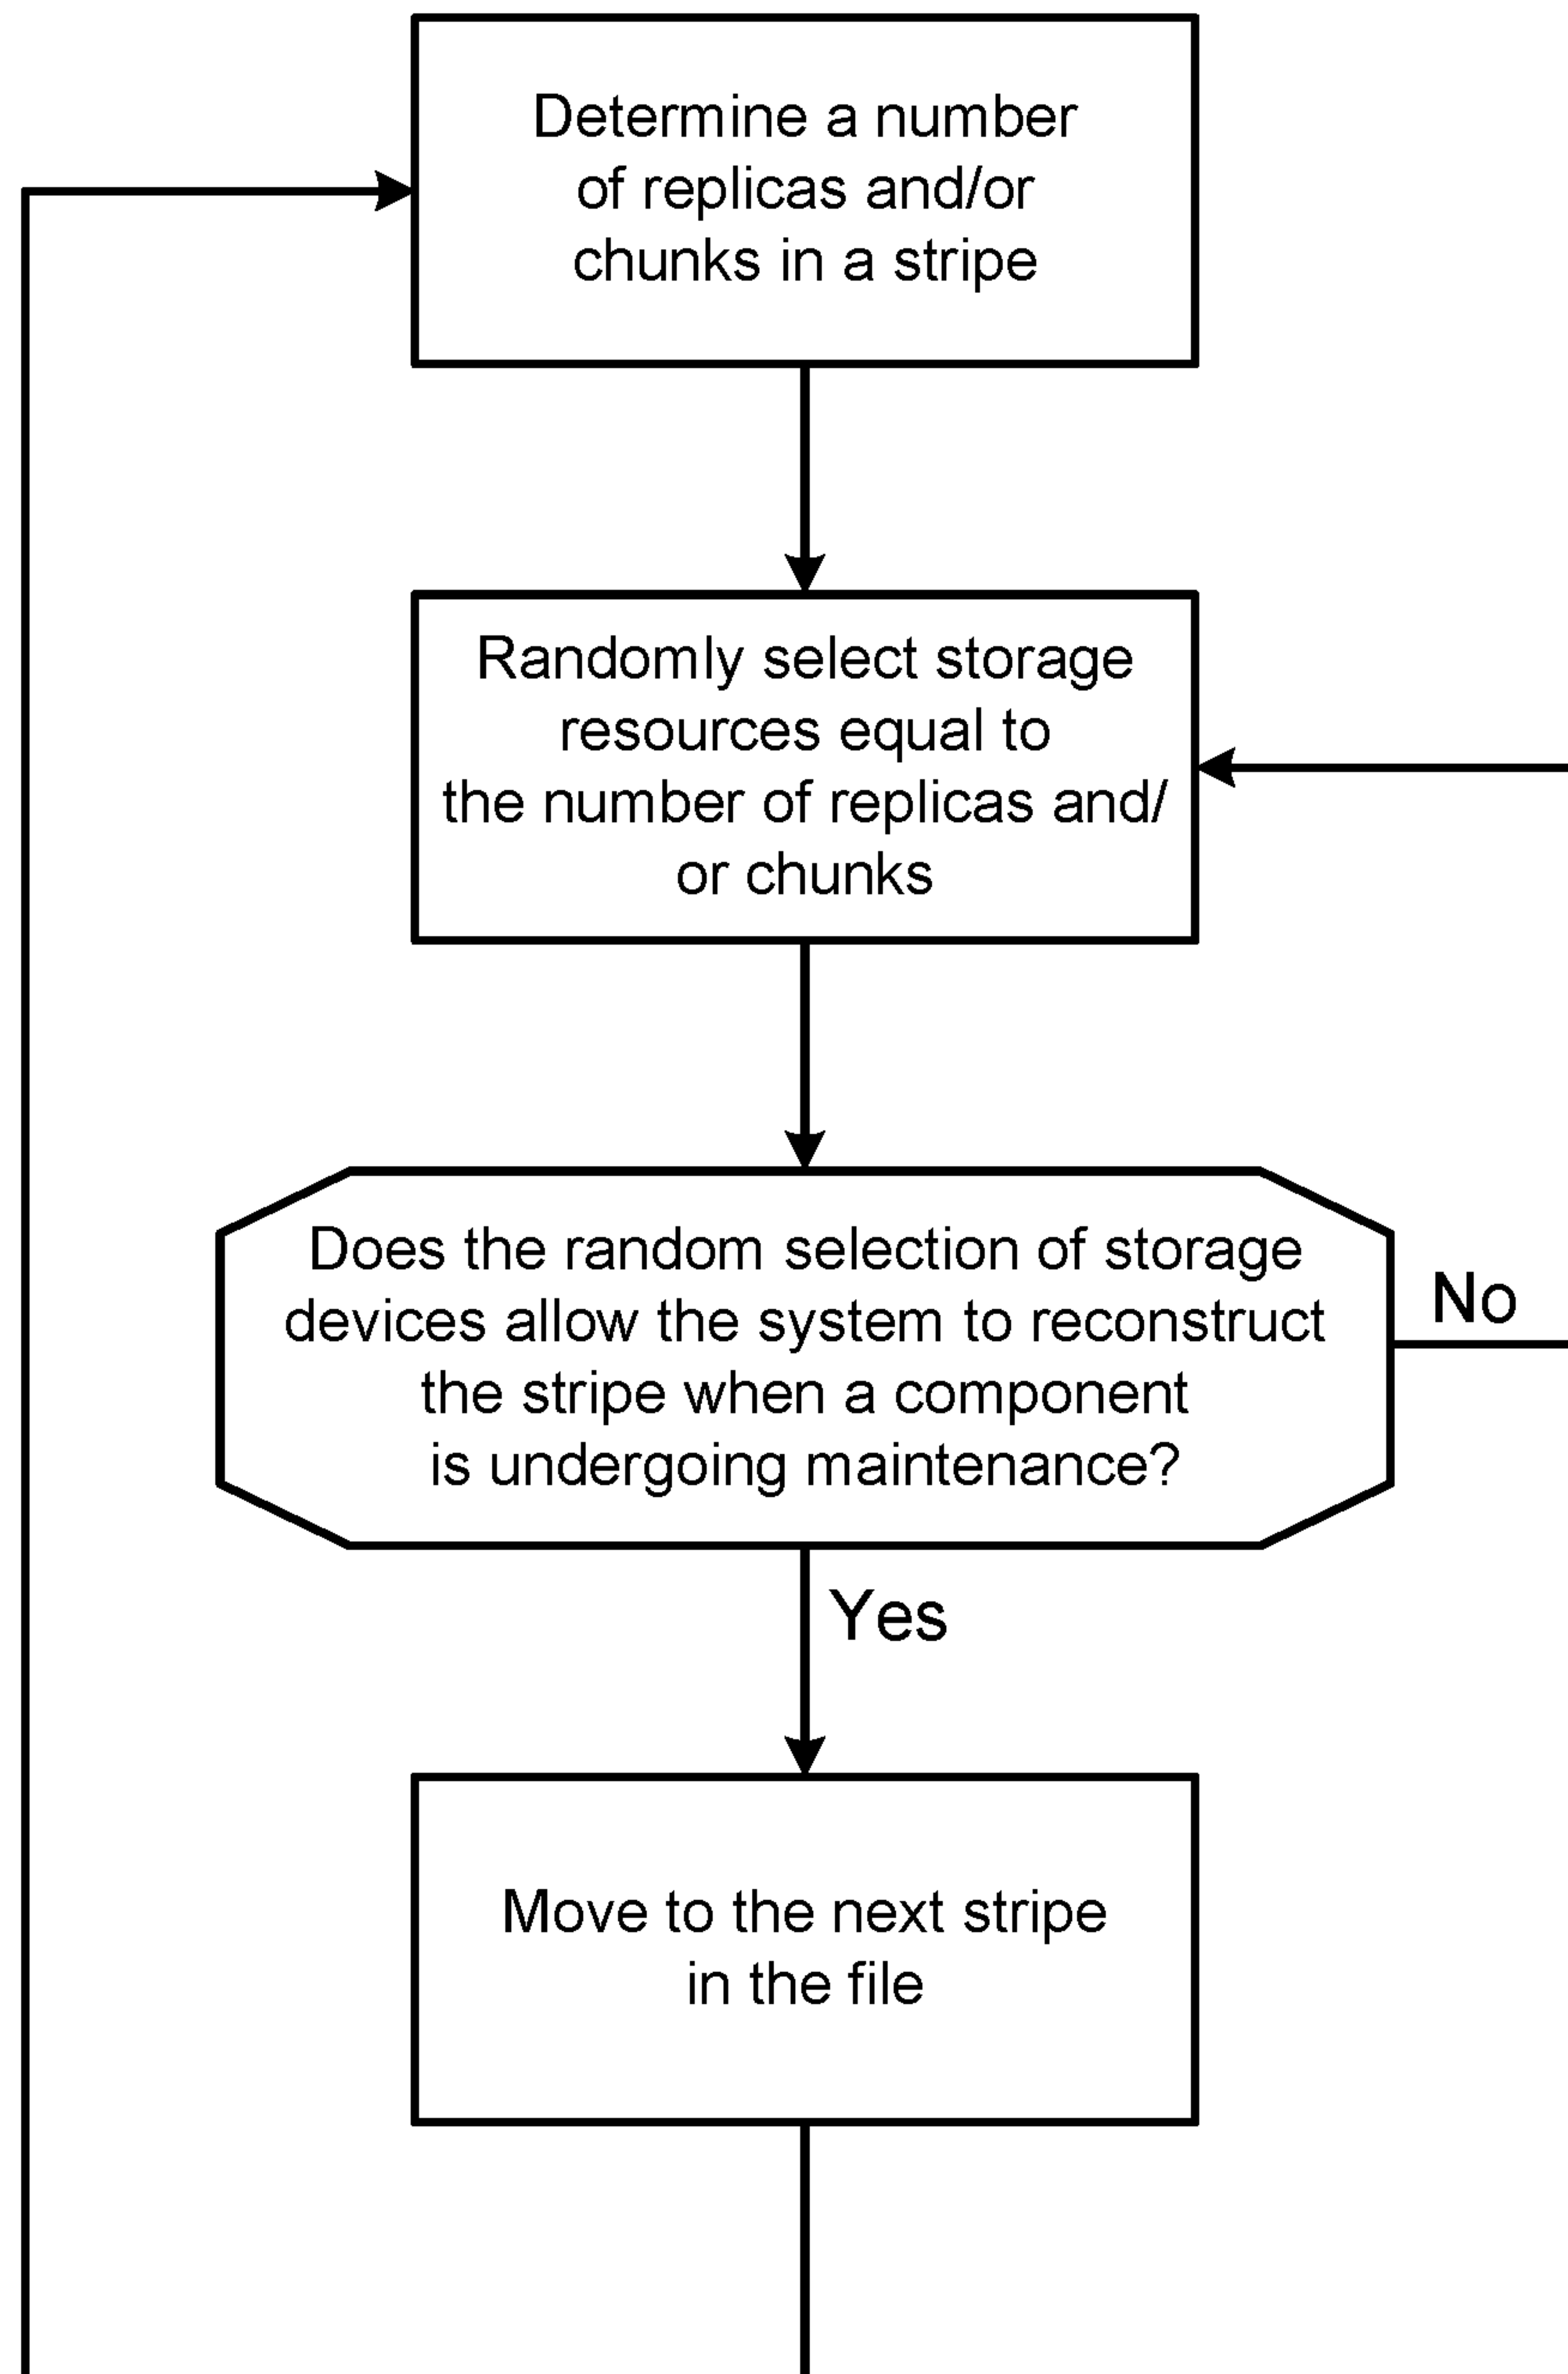 Determine a number
of replicas and/or
chunks in a stripe
Randomly select storage
resources equal to
the number of replicas and/
or chunks
Does the random selection of storage
devices allow the system to reconstruct
the stripe when a component
is undergoing maintenance?
No
Yes
Move to the next stripe
in the file